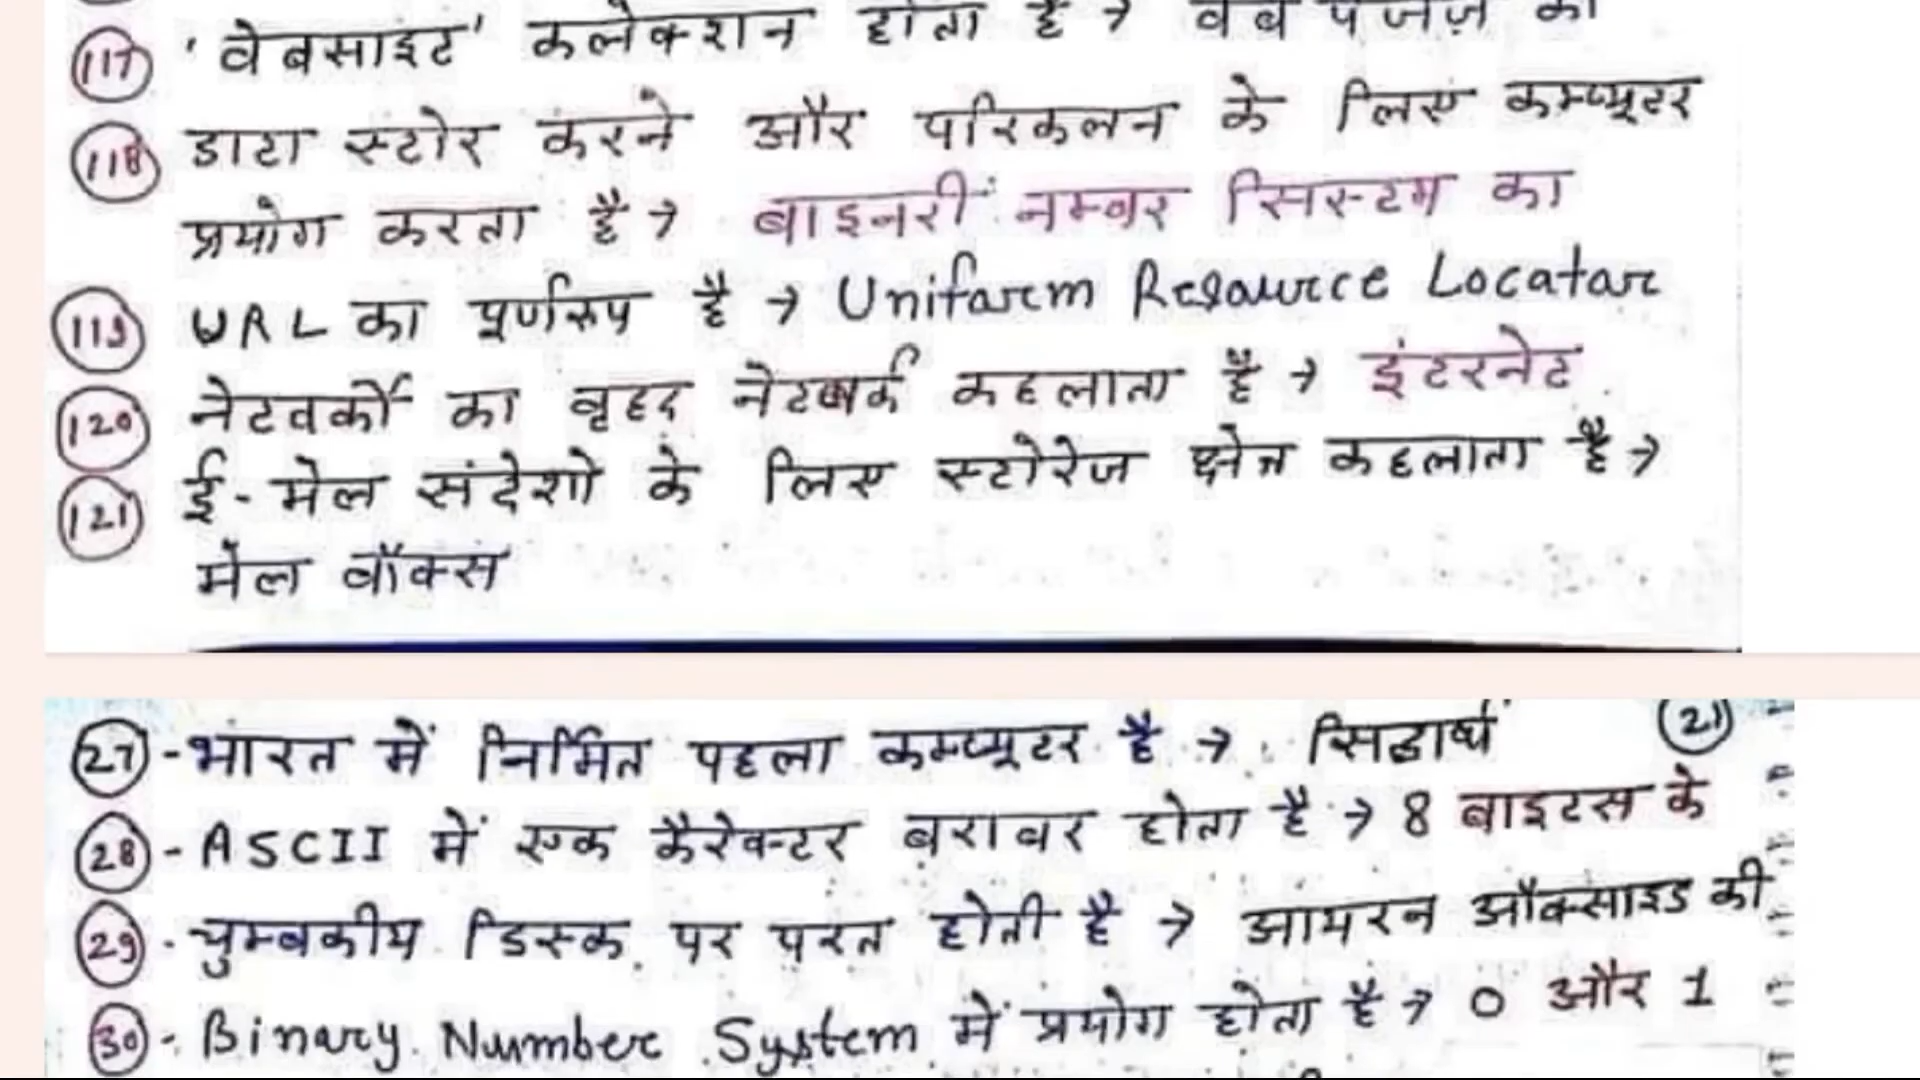 (117) 'वेबसाइट' कलेक्शन होता है → वेब पेजेज़ का
(118) डाटा स्टोर करने और परिकलन के लिए कम्प्यूटर
प्रयोग करता है → बाइनरी नम्बर सिस्टम का
(119) URL का पूर्णरुप है → Uniform Resource Locator
(120) नेटवर्कों का वृहद नेटवर्क कहलाता है → इंटरनेट
(121) ई-मेल संदेशो के लिए स्टोरेज क्षेत्र कहलाता है →
मेल बॉक्स
(21)
(27) - भारत में निर्मित पहला कम्प्यूटर है → सिद्धार्थ
(28) - ASCII में एक कैरेक्टर बराबर होता है → 8 बाइटस के
(29) - चुम्बकीय डिस्क पर परत होती है → आयरन ऑक्साइड की
(30) - Binary Number System में प्रयोग होता है → 0 और 1